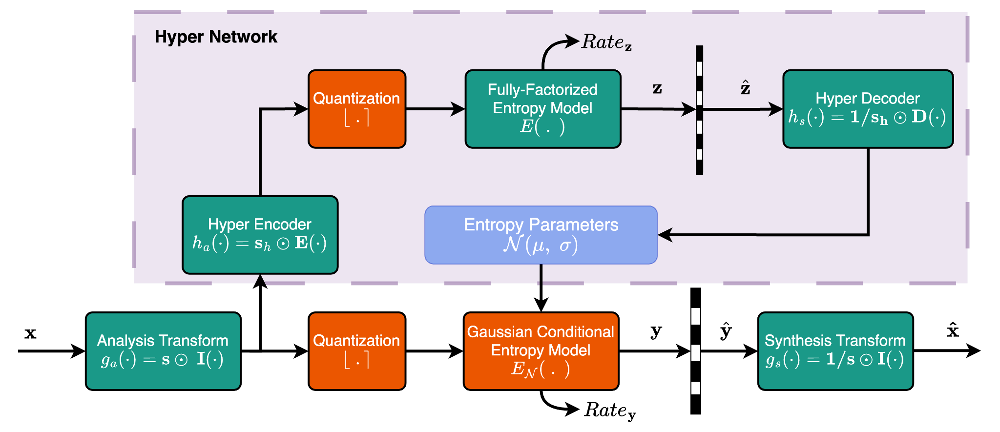 Hyper Network
Rate_z
Quantization
⌊ . ⌉
Fully-Factorized
Entropy Model
E( . )
z
ẑ
Hyper Decoder
h_s(·) = 1/s_h ⊙ D(·)
Hyper Encoder
h_a(·) = s_h ⊙ E(·)
Entropy Parameters
𝒩(μ, σ)
x
Analysis Transform
g_a(·) = s ⊙ I(·)
Quantization
⌊ . ⌉
Gaussian Conditional
Entropy Model
E_𝒩( . )
y
ŷ
Synthesis Transform
g_s(·) = 1/s ⊙ I(·)
x̂
Rate_y